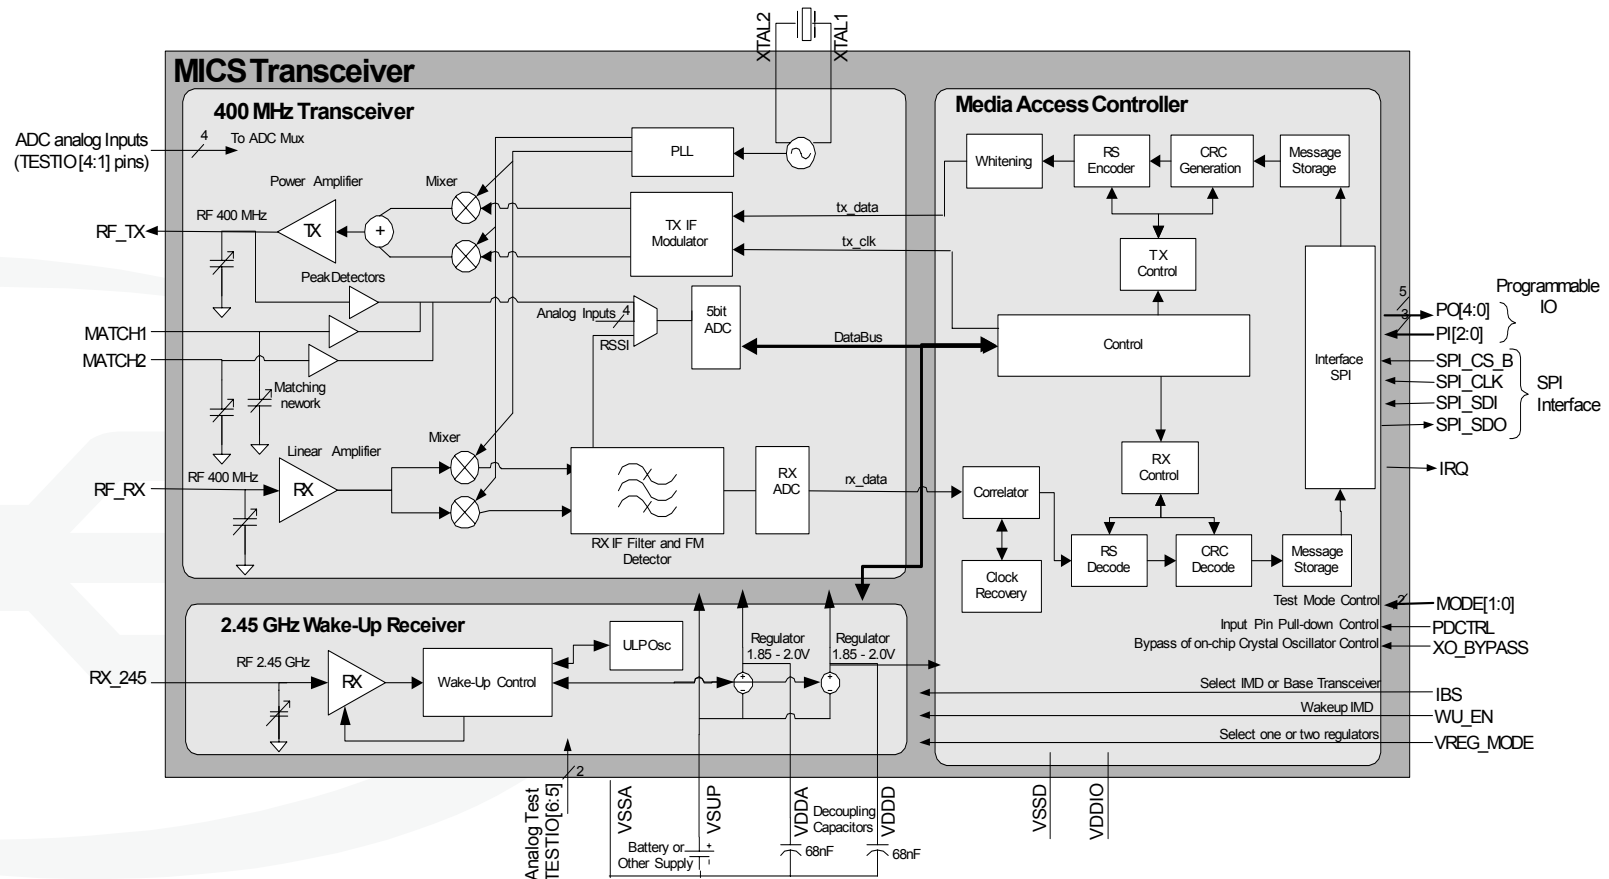 XTAL2
XTAL1
MICS Transceiver
400 MHz Transceiver
Media Access Controller
ADC analog Inputs
(TESTIO[4:1] pins)
4
To ADC Mux
PLL
Whitening
RS
Encoder
CRC
Generation
Message
Storage
Power Amplifier
Mixer
RF 400 MHz
RF_TX
TX
+
TX IF
Modulator
tx_data
tx_clk
TX
Control
Peak Detectors
Analog Inputs
4
RSSI
5bit
ADC
DataBus
Control
Interface
SPI
5
Programmable
IO
PO[4:0]
3
PI[2:0]
MATCH1
MATCH2
Matching
nework
SPI_CS_B
SPI_CLK
SPI_SDI
SPI_SDO
SPI
Interface
IRQ
Linear Amplifier
Mixer
RF 400 MHz
RF_RX
RX
RX IF Filter and FM
Detector
RX
ADC
rx_data
Correlator
RX
Control
Clock
Recovery
RS
Decode
CRC
Decode
Message
Storage
Test Mode Control
2
MODE[1:0]
Input Pin Pull-down Control
PDCTRL
Bypass of on-chip Crystal Oscillator Control
XO_BYPASS
2.45 GHz Wake-Up Receiver
RF 2.45 GHz
RX_245
RX
Wake-Up Control
ULP Osc
Regulator
1.85 - 2.0V
Regulator
1.85 - 2.0V
+
−
+
−
Select IMD or Base Transceiver
IBS
Wakeup IMD
WU_EN
Select one or two regulators
VREG_MODE
2
Analog Test
TESTIO[6:5]
VSSA
VSUP
VDDA
VDDD
VSSD
VDDIO
Decoupling
Capacitors
Battery or
Other Supply
+
68nF
68nF